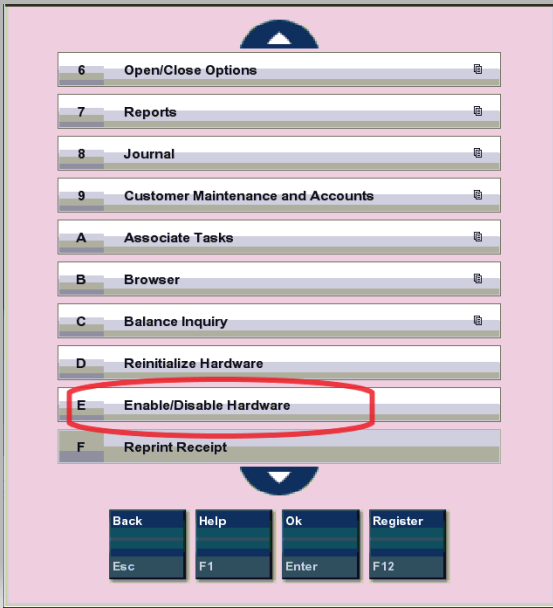 6 Open/Close Options
7 Reports
8 Journal
9 Customer Maintenance and Accounts
A Associate Tasks
B Browser
C Balance Inquiry
D Reinitialize Hardware
E Enable/Disable Hardware
F Reprint Receipt
Back Help Ok Register
Esc F1 Enter F12